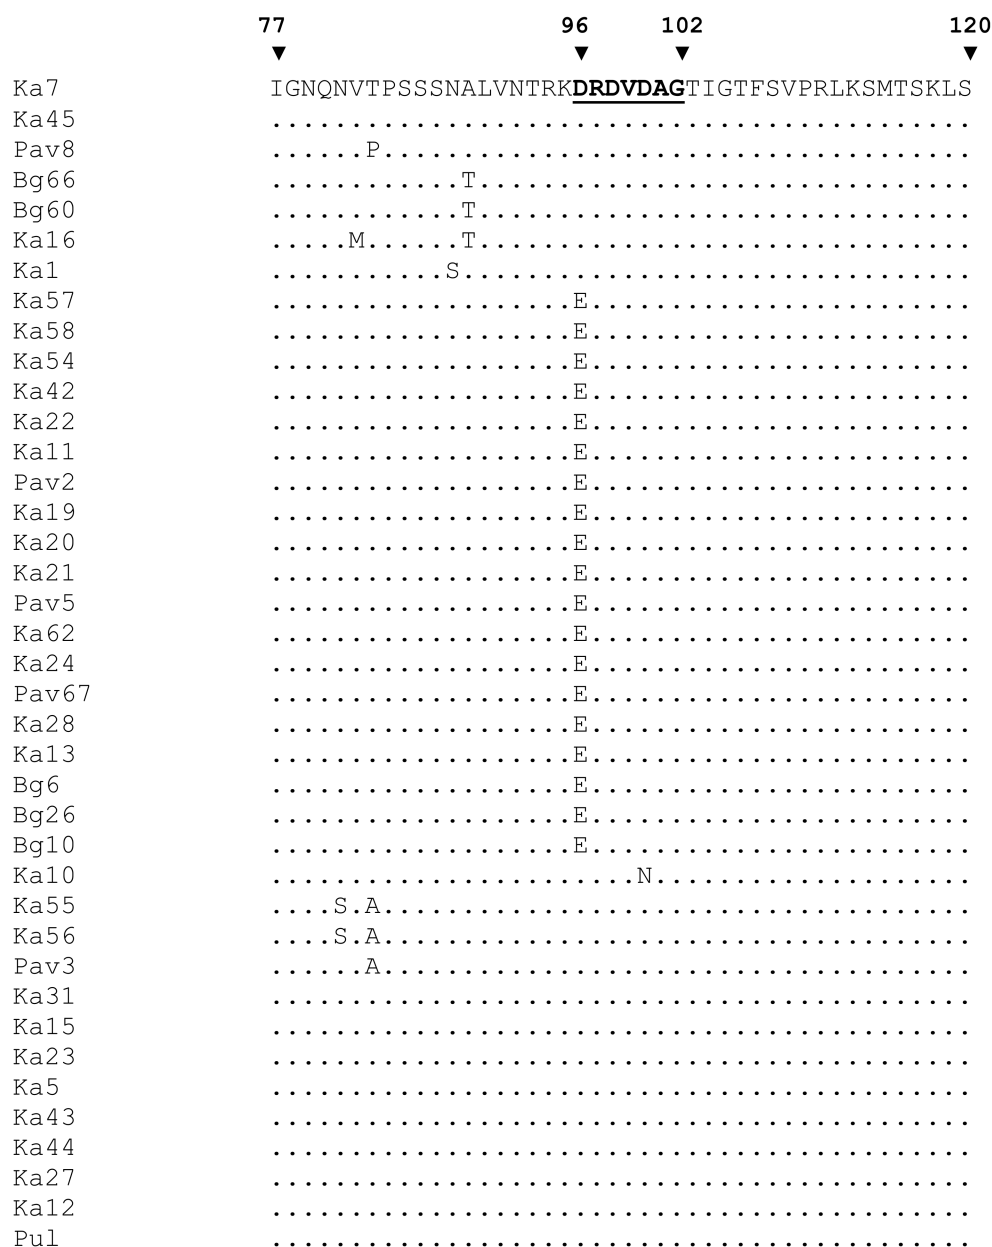 77 96 102 120
▼ ▼ ▼ ▼
Ka7 IGNQNVTPSSSNALVNTRKDRDVDAGTIGTFSVPRLKSMTSKLS
Ka45 ............................................
Pav8 ......P.....................................
Bg66 ............T...............................
Bg60 ............T...............................
Ka16 .....M......T...............................
Ka1 ...........S................................
Ka57 ...................E........................
Ka58 ...................E........................
Ka54 ...................E........................
Ka42 ...................E........................
Ka22 ...................E........................
Ka11 ...................E........................
Pav2 ...................E........................
Ka19 ...................E........................
Ka20 ...................E........................
Ka21 ...................E........................
Pav5 ...................E........................
Ka62 ...................E........................
Ka24 ...................E........................
Pav67 ...................E........................
Ka28 ...................E........................
Ka13 ...................E........................
Bg6 ...................E........................
Bg26 ...................E........................
Bg10 ...................E........................
Ka10 .......................N....................
Ka55 ....S.A.....................................
Ka56 ....S.A.....................................
Pav3 ......A.....................................
Ka31 ............................................
Ka15 ............................................
Ka23 ............................................
Ka5 ............................................
Ka43 ............................................
Ka44 ............................................
Ka27 ............................................
Ka12 ............................................
Pul ............................................